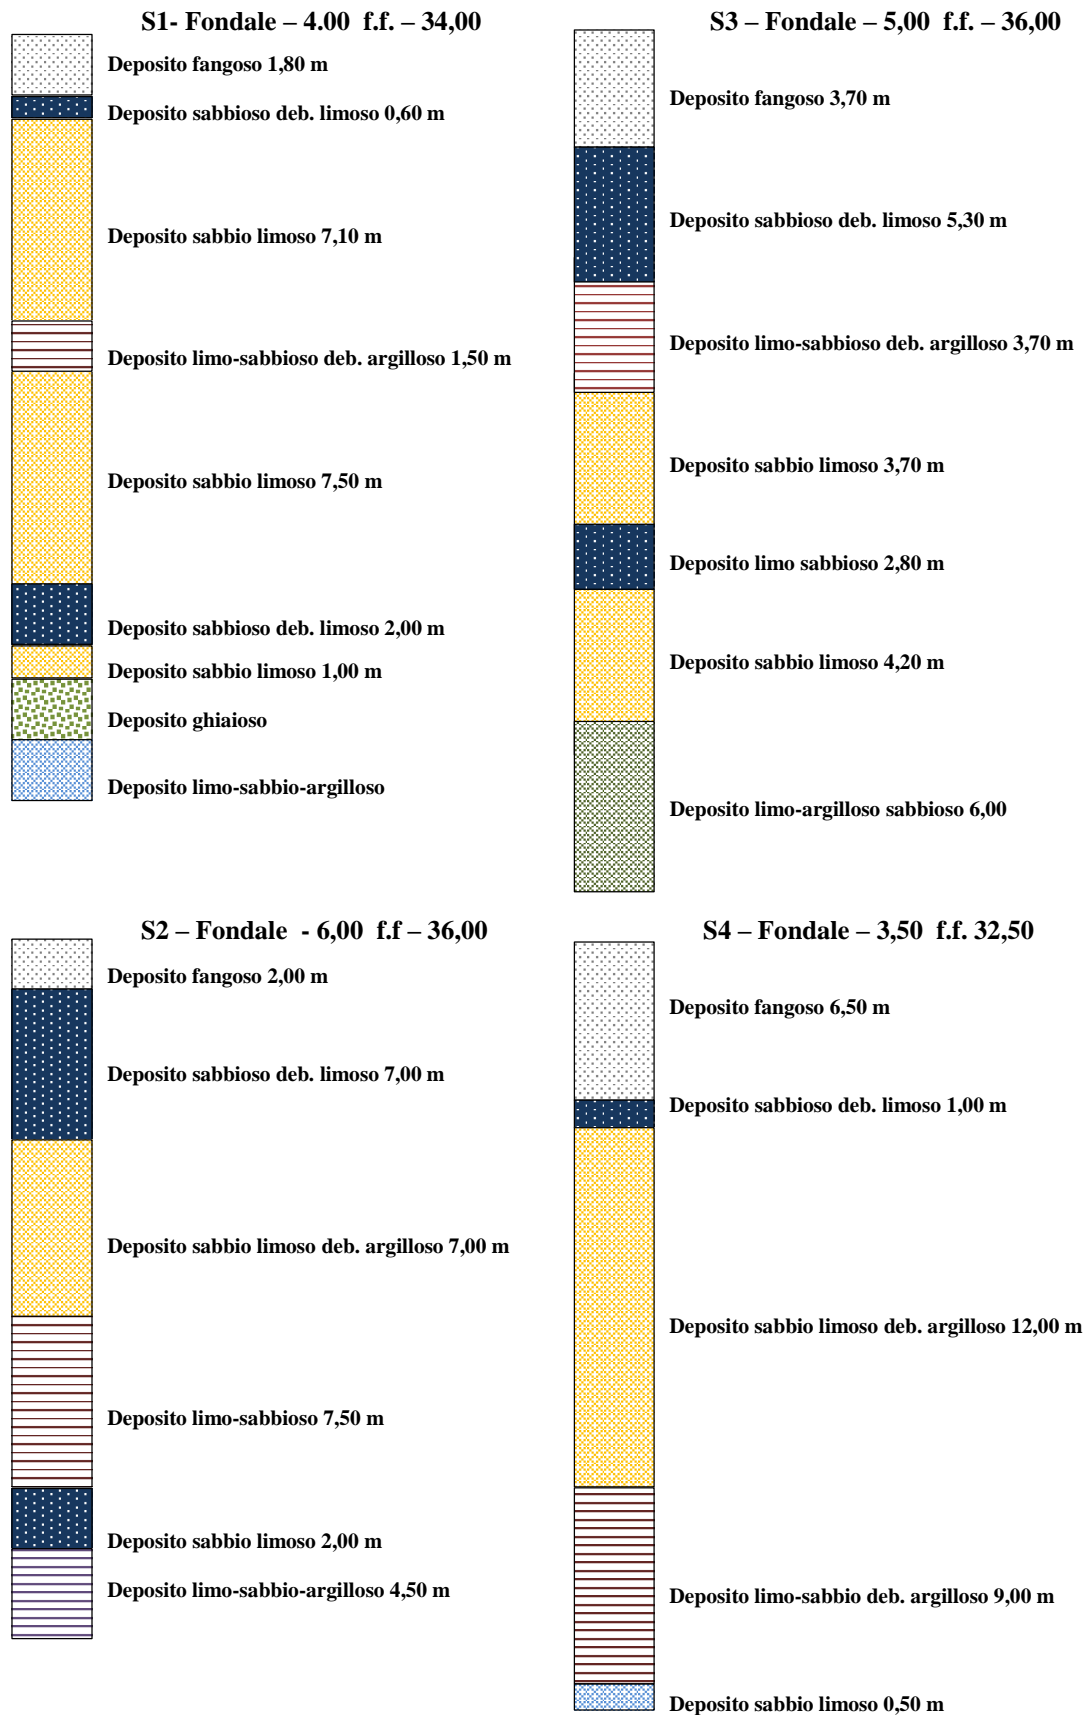 S1- Fondale – 4.00 f.f. – 34,00
Deposito fangoso 1,80 m
Deposito sabbioso deb. limoso 0,60 m
Deposito sabbio limoso 7,10 m
Deposito limo-sabbioso deb. argilloso 1,50 m
Deposito sabbio limoso 7,50 m
Deposito sabbioso deb. limoso 2,00 m
Deposito sabbio limoso 1,00 m
Deposito ghiaioso
Deposito limo-sabbio-argilloso
S3 – Fondale – 5,00 f.f. – 36,00
Deposito fangoso 3,70 m
Deposito sabbioso deb. limoso 5,30 m
Deposito limo-sabbioso deb. argilloso 3,70 m
Deposito sabbio limoso 3,70 m
Deposito limo sabbioso 2,80 m
Deposito sabbio limoso 4,20 m
Deposito limo-argilloso sabbioso 6,00
S2 – Fondale - 6,00 f.f – 36,00
Deposito fangoso 2,00 m
Deposito sabbioso deb. limoso 7,00 m
Deposito sabbio limoso deb. argilloso 7,00 m
Deposito limo-sabbioso 7,50 m
Deposito sabbio limoso 2,00 m
Deposito limo-sabbio-argilloso 4,50 m
S4 – Fondale – 3,50 f.f. 32,50
Deposito fangoso 6,50 m
Deposito sabbioso deb. limoso 1,00 m
Deposito sabbio limoso deb. argilloso 12,00 m
Deposito limo-sabbio deb. argilloso 9,00 m
Deposito sabbio limoso 0,50 m